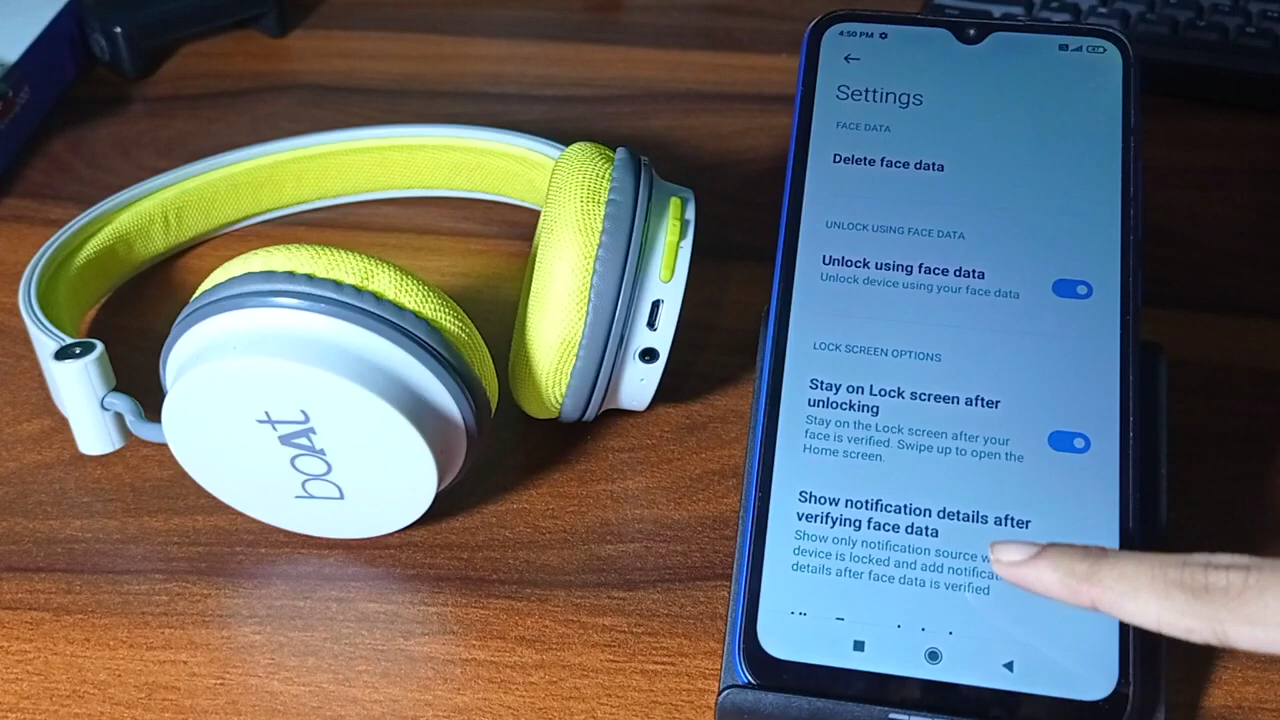 boAt
4:50 PM
Settings
FACE DATA
Delete face data
UNLOCK USING FACE DATA
Unlock using face data
Unlock device using your face data
LOCK SCREEN OPTIONS
Stay on Lock screen after
unlocking
Stay on the Lock screen after your
face is verified. Swipe up to open the
Home screen.
Show notification details after
verifying face data
Show only notification source
device is locked and add
details after face data is verified